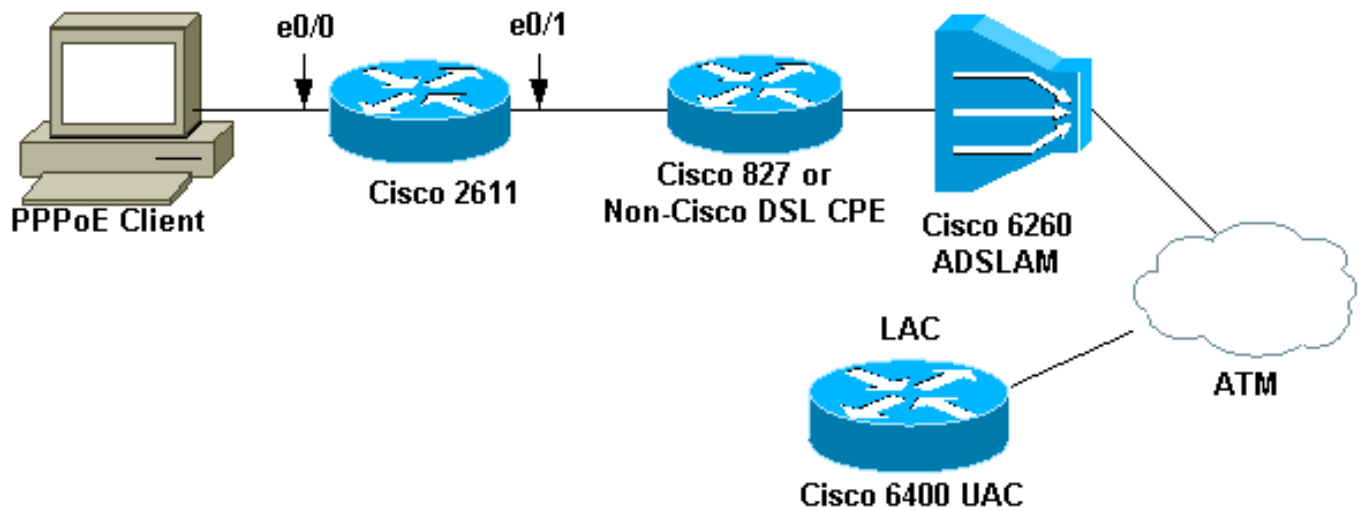 e0/0
e0/1
PPPoE Client
Cisco 2611
Cisco 827 or
Non-Cisco DSL CPE
Cisco 6260
ADSLAM
LAC
ATM
Cisco 6400 UAC